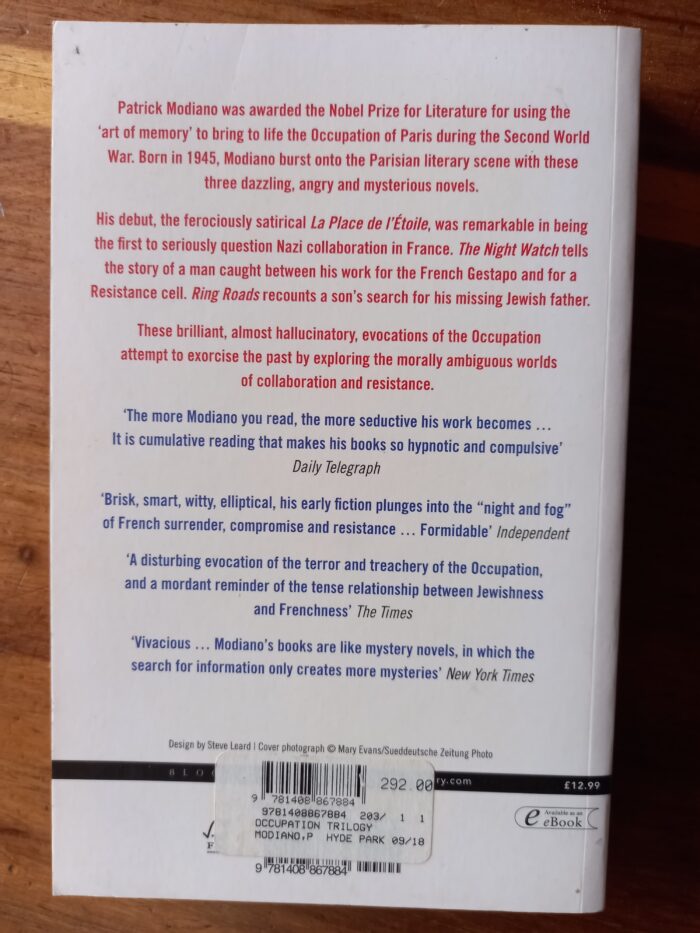 Patrick Modiano was awarded the Nobel Prize for Literature for using the
‘art of memory’ to bring to life the Occupation of Paris during the Second World
War. Born in 1945, Modiano burst onto the Parisian literary scene with these
three dazzling, angry and mysterious novels.
His debut, the ferociously satirical La Place de l’Étoile, was remarkable in being
the first to seriously question Nazi collaboration in France. The Night Watch tells
the story of a man caught between his work for the French Gestapo and for a
Resistance cell. Ring Roads recounts a son’s search for his missing Jewish father.
These brilliant, almost hallucinatory, evocations of the Occupation
attempt to exorcise the past by exploring the morally ambiguous worlds
of collaboration and resistance.
‘The more Modiano you read, the more seductive his work becomes …
It is cumulative reading that makes his books so hypnotic and compulsive’
Daily Telegraph
‘Brisk, smart, witty, elliptical, his early fiction plunges into the “night and fog”
of French surrender, compromise and resistance … Formidable’ Independent
‘A disturbing evocation of the terror and treachery of the Occupation,
and a mordant reminder of the tense relationship between Jewishness
and Frenchness’ The Times
‘Vivacious … Modiano’s books are like mystery novels, in which the
search for information only creates more mysteries’ New York Times
Design by Steve Leard | Cover photograph © Mary Evans/Sueddeutsche Zeitung Photo
BLO ry.com £12.99
292.00
9 781408 867884
9781408867884 203/ 1 1
OCCUPATION TRILOGY
MODIANO,P HYDE PARK 09/18
Available as an
e eBook
F
9 781408 867884